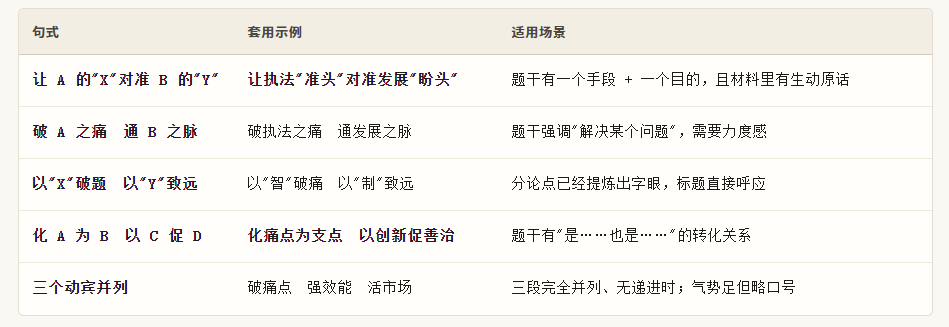 句式 套用示例 适用场景
让 A 的"X"对准 B 的"Y" 让执法"准头"对准发展"盼头" 题干有一个手段 + 一个目的，且材料里有生动原话
破 A 之痛 通 B 之脉 破执法之痛 通发展之脉 题干强调"解决某个问题"，需要力度感
以"X"破题 以"Y"致远 以"智"破痛 以"制"致远 分论点已经提炼出字眼，标题直接呼应
化 A 为 B 以 C 促 D 化痛点为支点 以创新促善治 题干有"是……也是……"的转化关系
三个动宾并列 破痛点 强效能 活市场 三段完全并列、无递进时；气势足但略口号